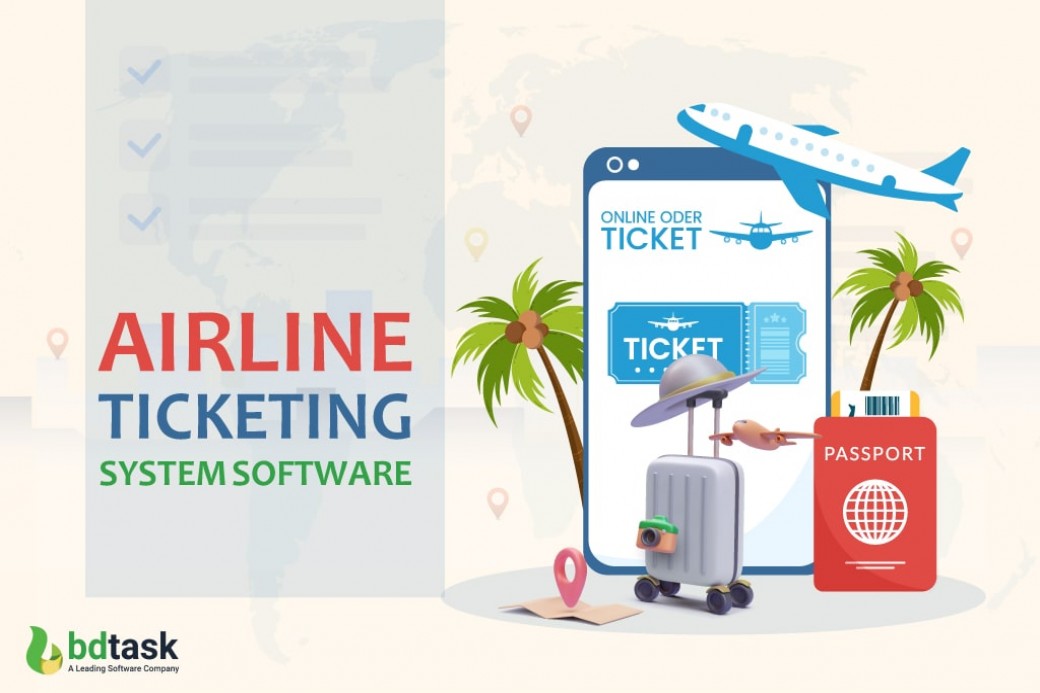 AIRLINE
TICKETING
SYSTEM SOFTWARE
ONLINE ODER
TICKET
TICKET
PASSPORT
bdtask
A Leading Software Company